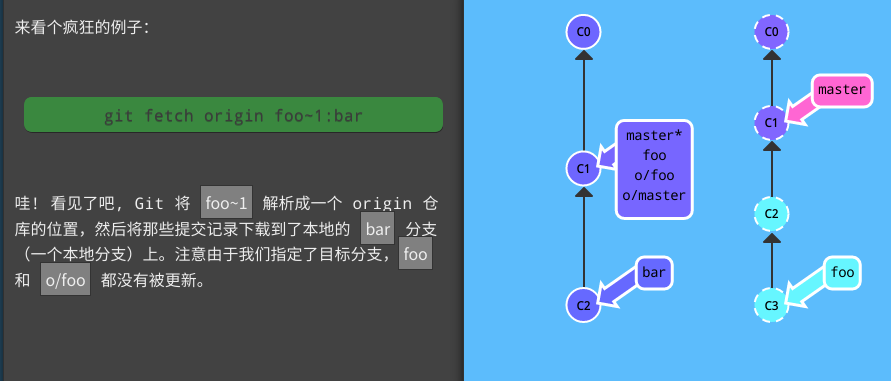 来看个疯狂的例子：
git fetch origin foo~1:bar
哇! 看见了吧, Git 将 foo~1 解析成一个 origin 仓
库的位置，然后将那些提交记录下载到了本地的 bar 分支
（一个本地分支）上。注意由于我们指定了目标分支，foo
和 o/foo 都没有被更新。
C0
C1
master*
foo
o/foo
o/master
C2
bar
C0
master
C1
C2
C3
foo